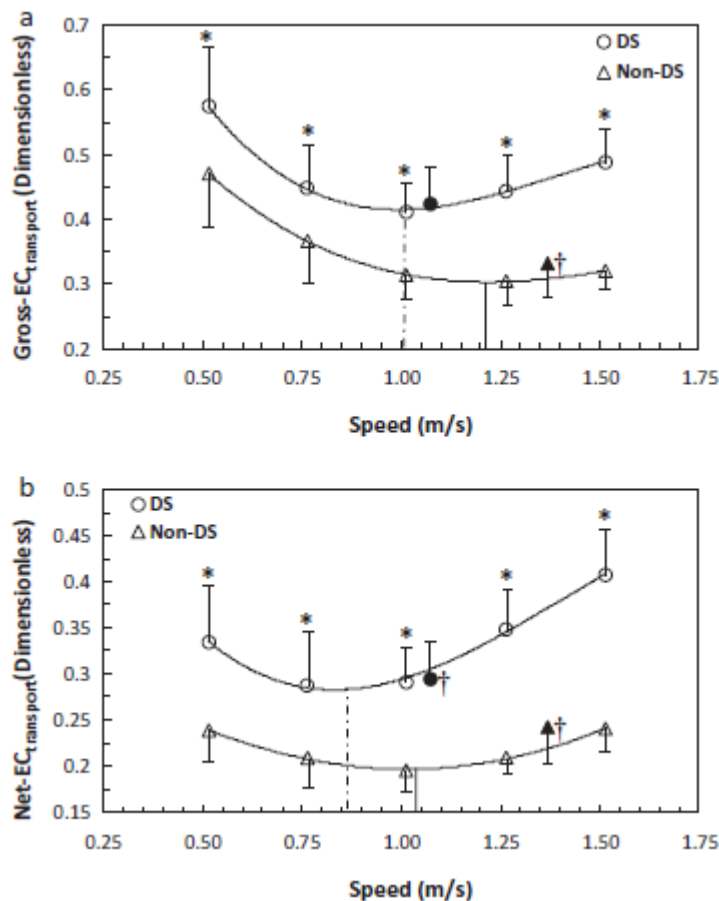 a
0.7
0.6
0.5
0.4
0.3
0.2
Gross-ECtransport (Dimensionless)
* * * * *
†
DS
Non-DS
0.25 0.50 0.75 1.00 1.25 1.50 1.75
Speed (m/s)
b
0.5
0.45
0.4
0.35
0.3
0.25
0.2
0.15
Net-ECtransport(Dimensionless)
DS
Non-DS
* * * * *
† †
0.25 0.50 0.75 1.00 1.25 1.50 1.75
Speed (m/s)